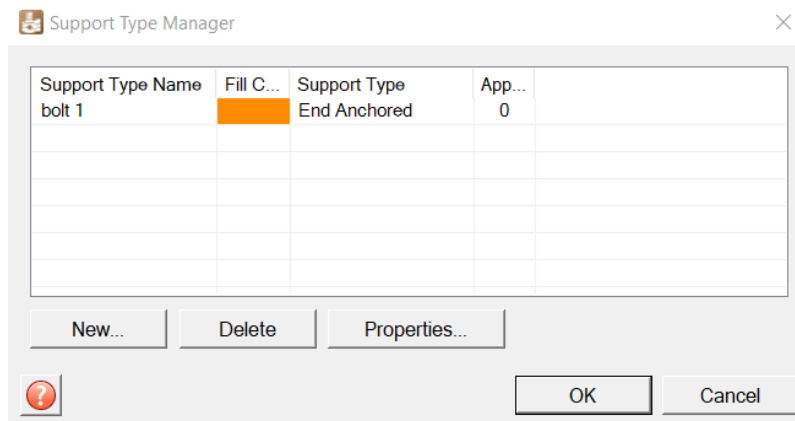 Support Type Manager
Support Type Name Fill C... Support Type App...
bolt 1 End Anchored 0
New... Delete Properties...
?
OK Cancel